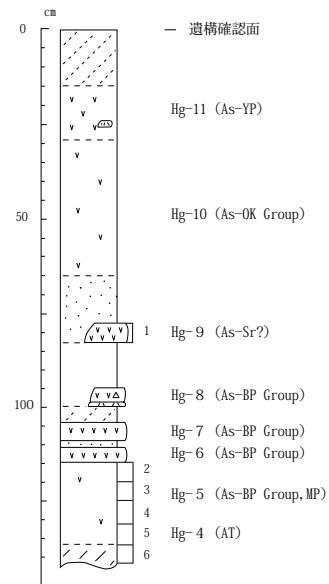 cm
0
— 遺構確認面
Hg-11 (As-YP)
50
Hg-10 (As-OK Group)
1
Hg-9 (As-Sr?)
Hg-8 (As-BP Group)
100
Hg-7 (As-BP Group)
Hg-6 (As-BP Group)
2
3
Hg-5 (As-BP Group,MP)
4
5
Hg-4 (AT)
6